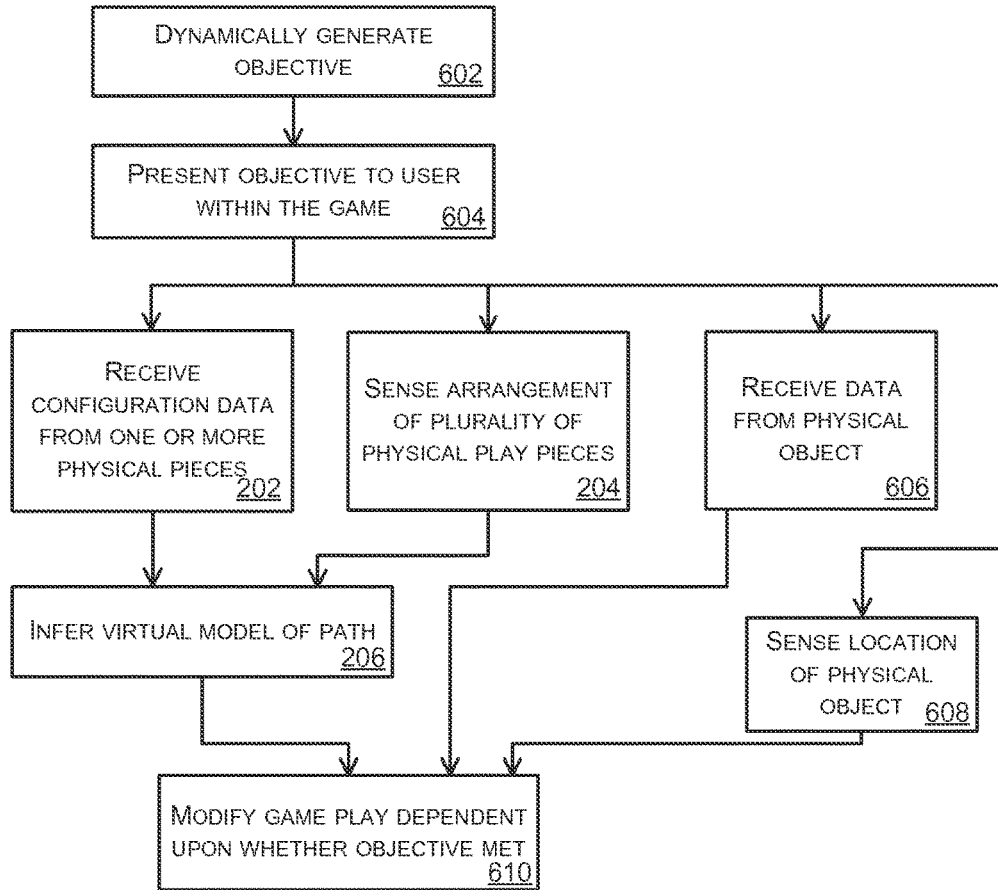 DYNAMICALLY GENERATE
OBJECTIVE
602
PRESENT OBJECTIVE TO USER
WITHIN THE GAME
604
RECEIVE
CONFIGURATION DATA
FROM ONE OR MORE
PHYSICAL PIECES
202
SENSE ARRANGEMENT
OF PLURALITY OF
PHYSICAL PLAY PIECES
204
RECEIVE DATA
FROM PHYSICAL
OBJECT
606
INFER VIRTUAL MODEL OF PATH
206
SENSE LOCATION
OF PHYSICAL
OBJECT
608
MODIFY GAME PLAY DEPENDENT
UPON WHETHER OBJECTIVE MET
610